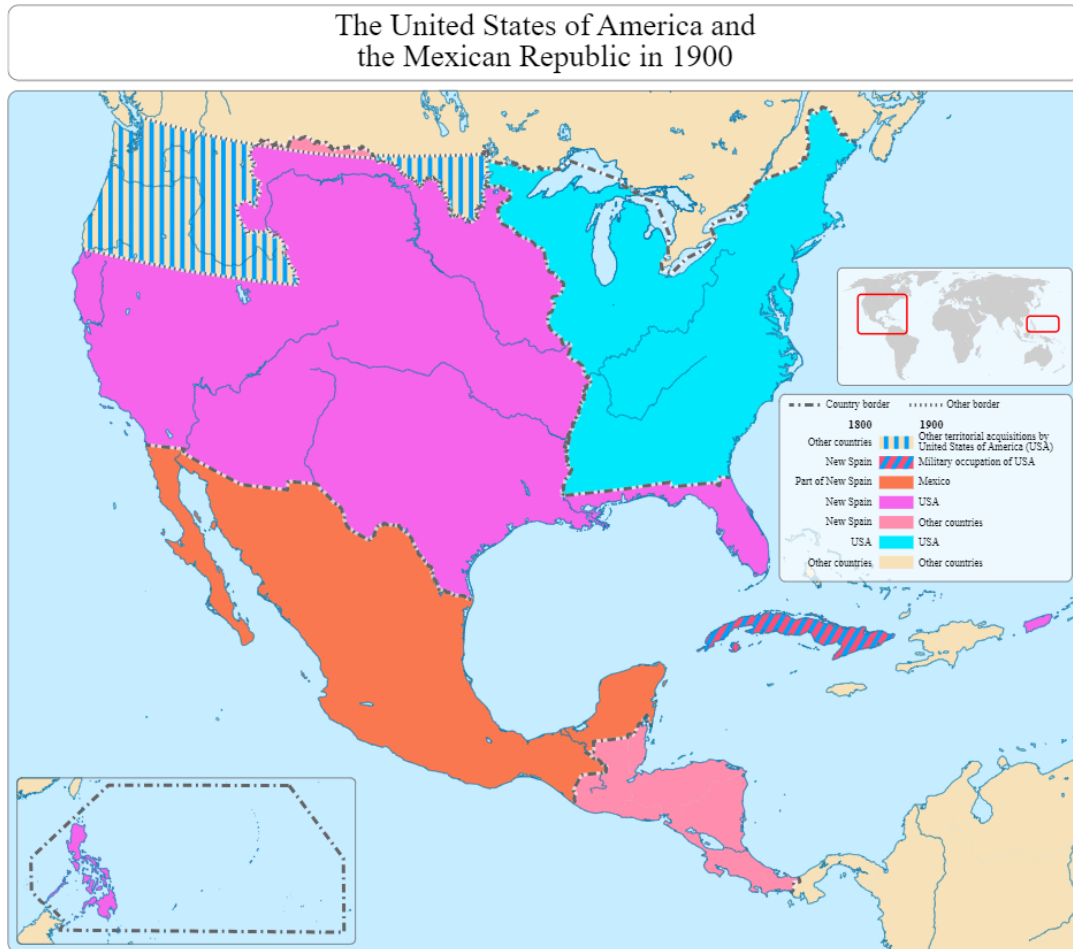 The United States of America and
the Mexican Republic in 1900
Country border
Other border
1800 1900
Other countries Other territorial acquisitions by
United States of America (USA)
New Spain Military occupation of USA
Part of New Spain Mexico
New Spain USA
New Spain Other countries
USA USA
Other countries Other countries